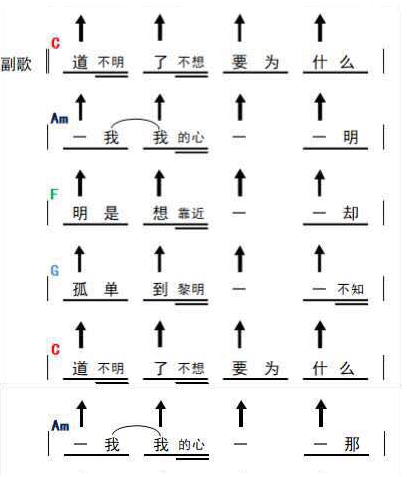 C
副歌 道不明 了不想 要为 什么
Am
一 我 我 的心 一 一 明
F
明是 想 靠近 一 一 却
G
孤单 到 黎明 一 一 不知
C
道不明 了不想 要为 什么
Am
一 我 我 的心 一 一 那